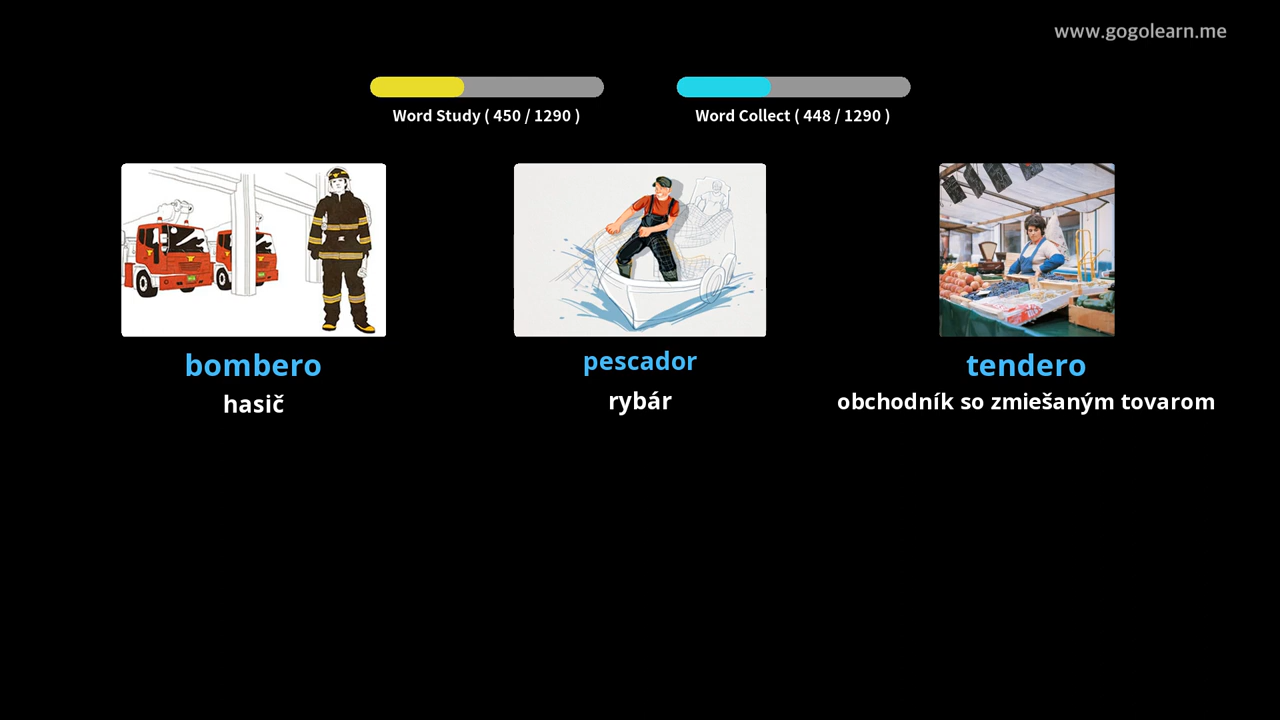 www.gogolearn.me
Word Study ( 450 / 1290 )
Word Collect ( 448 / 1290 )
bombero
pescador
tendero
hasič
rybár
obchodník so zmiešaným tovarom